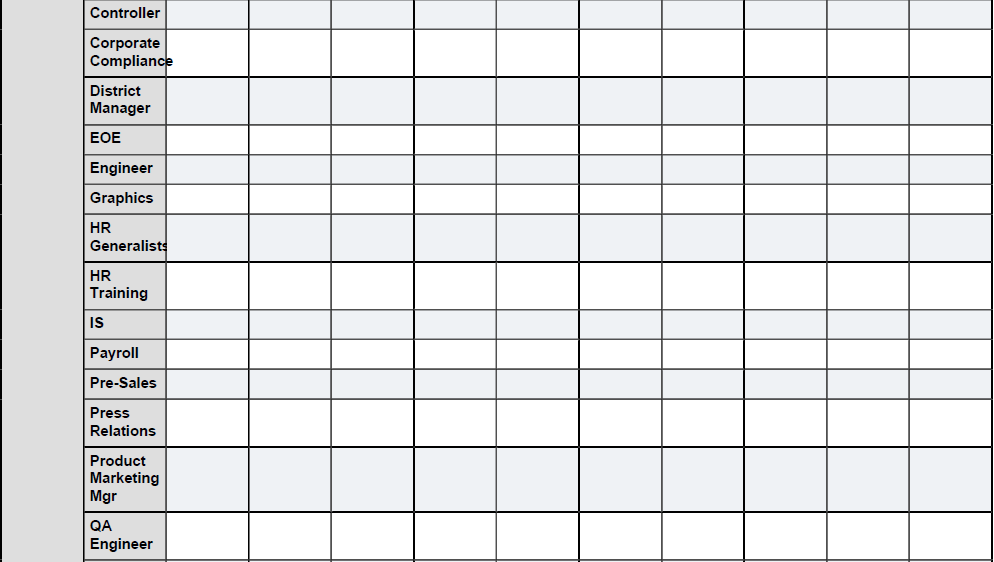 Controller
Corporate
Compliance
District
Manager
EOE
Engineer
Graphics
HR
Generalists
HR
Training
IS
Payroll
Pre-Sales
Press
Relations
Product
Marketing
Mgr
QA
Engineer